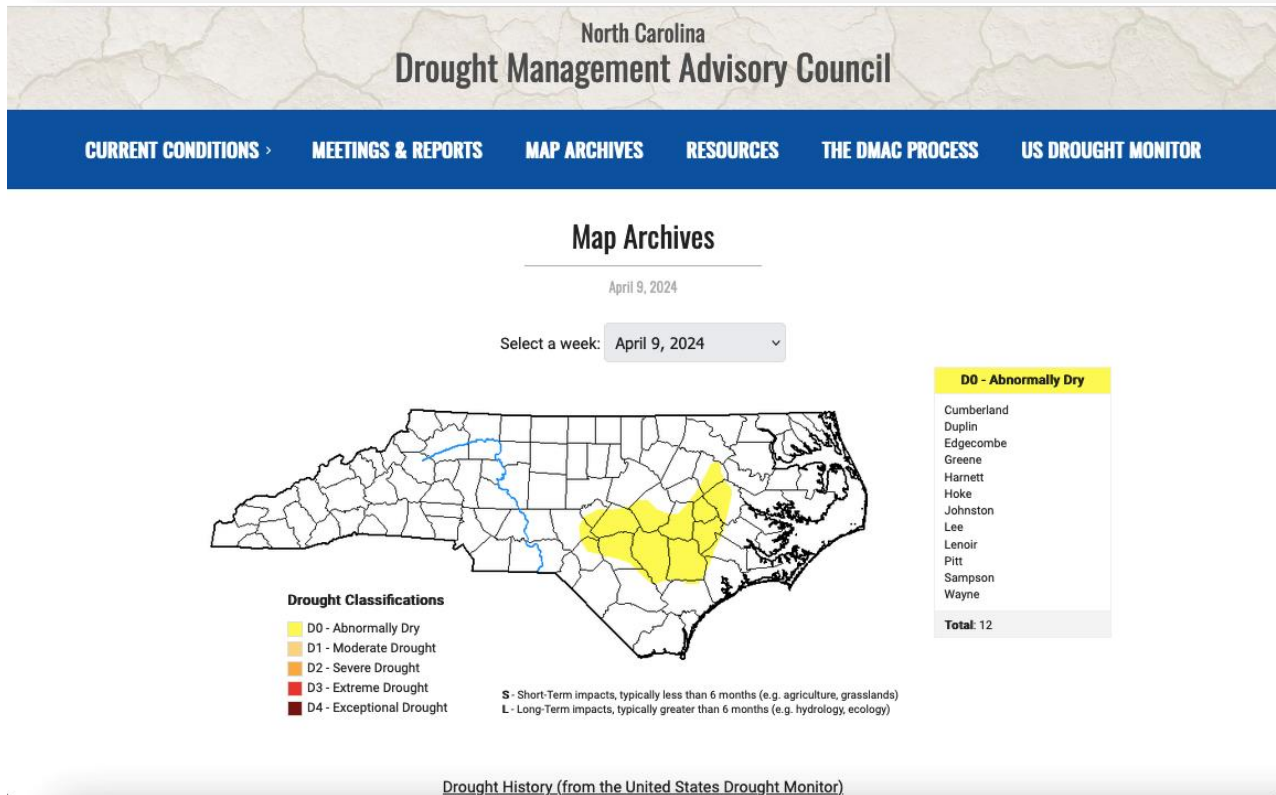 North Carolina
Drought Management Advisory Council
CURRENT CONDITIONS ›
MEETINGS & REPORTS
MAP ARCHIVES
RESOURCES
THE DMAC PROCESS
US DROUGHT MONITOR
Map Archives
April 9, 2024
Select a week: April 9, 2024
Drought Classifications
D0 - Abnormally Dry
D1 - Moderate Drought
D2 - Severe Drought
D3 - Extreme Drought
D4 - Exceptional Drought
S - Short-Term impacts, typically less than 6 months (e.g. agriculture, grasslands)
L - Long-Term impacts, typically greater than 6 months (e.g. hydrology, ecology)
D0 - Abnormally Dry
Cumberland
Duplin
Edgecombe
Greene
Harnett
Hoke
Johnston
Lee
Lenoir
Pitt
Sampson
Wayne
Total: 12
Drought History (from the United States Drought Monitor)